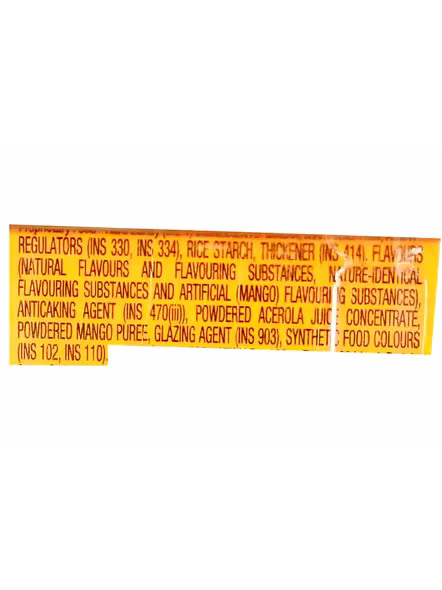 REGULATORS (INS 330, INS 334), RICE STARCH, THICKENER (INS 414), FLAVOURS
(NATURAL FLAVOURS AND FLAVOURING SUBSTANCES, NATURE-IDENTICAL
FLAVOURING SUBSTANCES AND ARTIFICIAL (MANGO) FLAVOURING SUBSTANCES),
ANTICAKING AGENT (INS 470(iii)), POWDERED ACEROLA JUICE CONCENTRATE,
POWDERED MANGO PUREE, GLAZING AGENT (INS 903), SYNTHETIC FOOD COLOURS
(INS 102, INS 110).